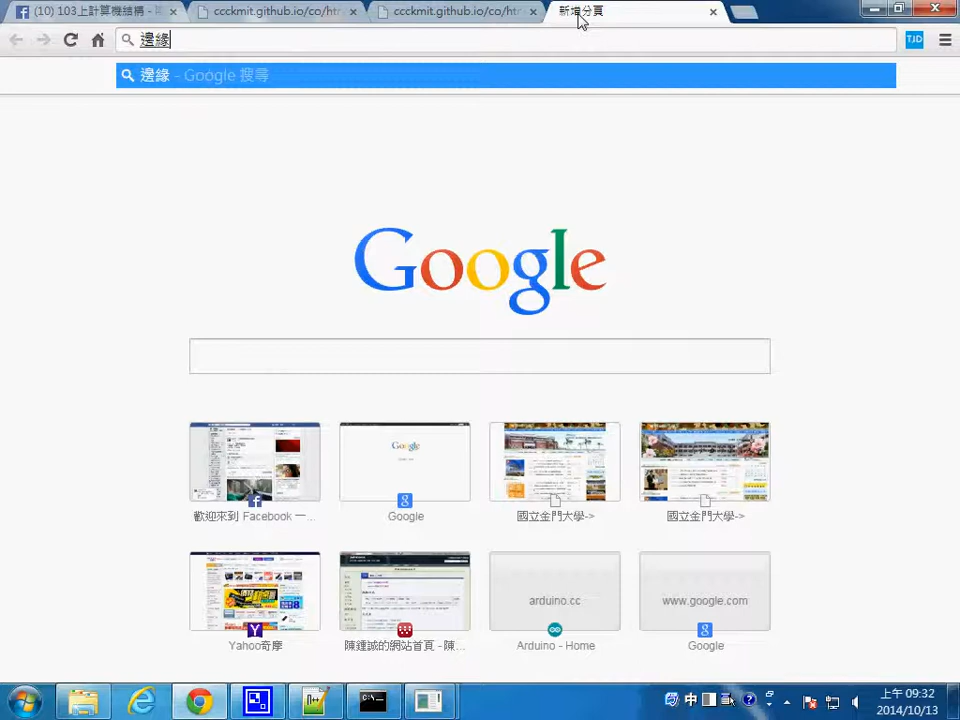 (10) 103上計算機結構 -
ccckmit.github.io/co/htr
ccckmit.github.io/co/htr
新增分頁
邊緣
TJD
邊緣 - Google 搜尋
Google
歡迎來到 Facebook 一...
Google
國立金門大學->
國立金門大學->
arduino.cc
www.google.com
Yahoo奇摩
陳鍾誠的網站首頁 - 陳...
Arduino - Home
Google
中
上午 09:32
2014/10/13